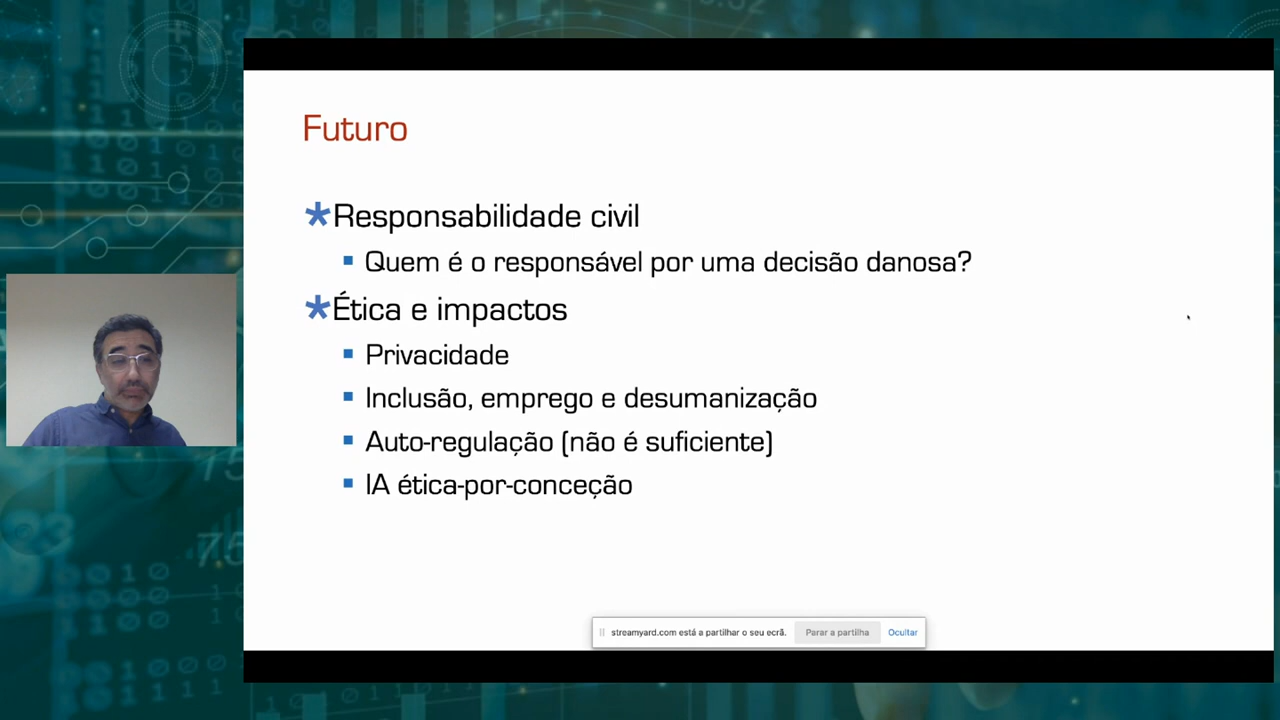 Futuro
*Responsabilidade civil
▪ Quem é o responsável por uma decisão danosa?
*Ética e impactos
▪ Privacidade
▪ Inclusão, emprego e desumanização
▪ Auto-regulação (não é suficiente)
▪ IA ética-por-conceção
streamyard.com está a partilhar o seu ecrã. Parar a partilha Ocultar